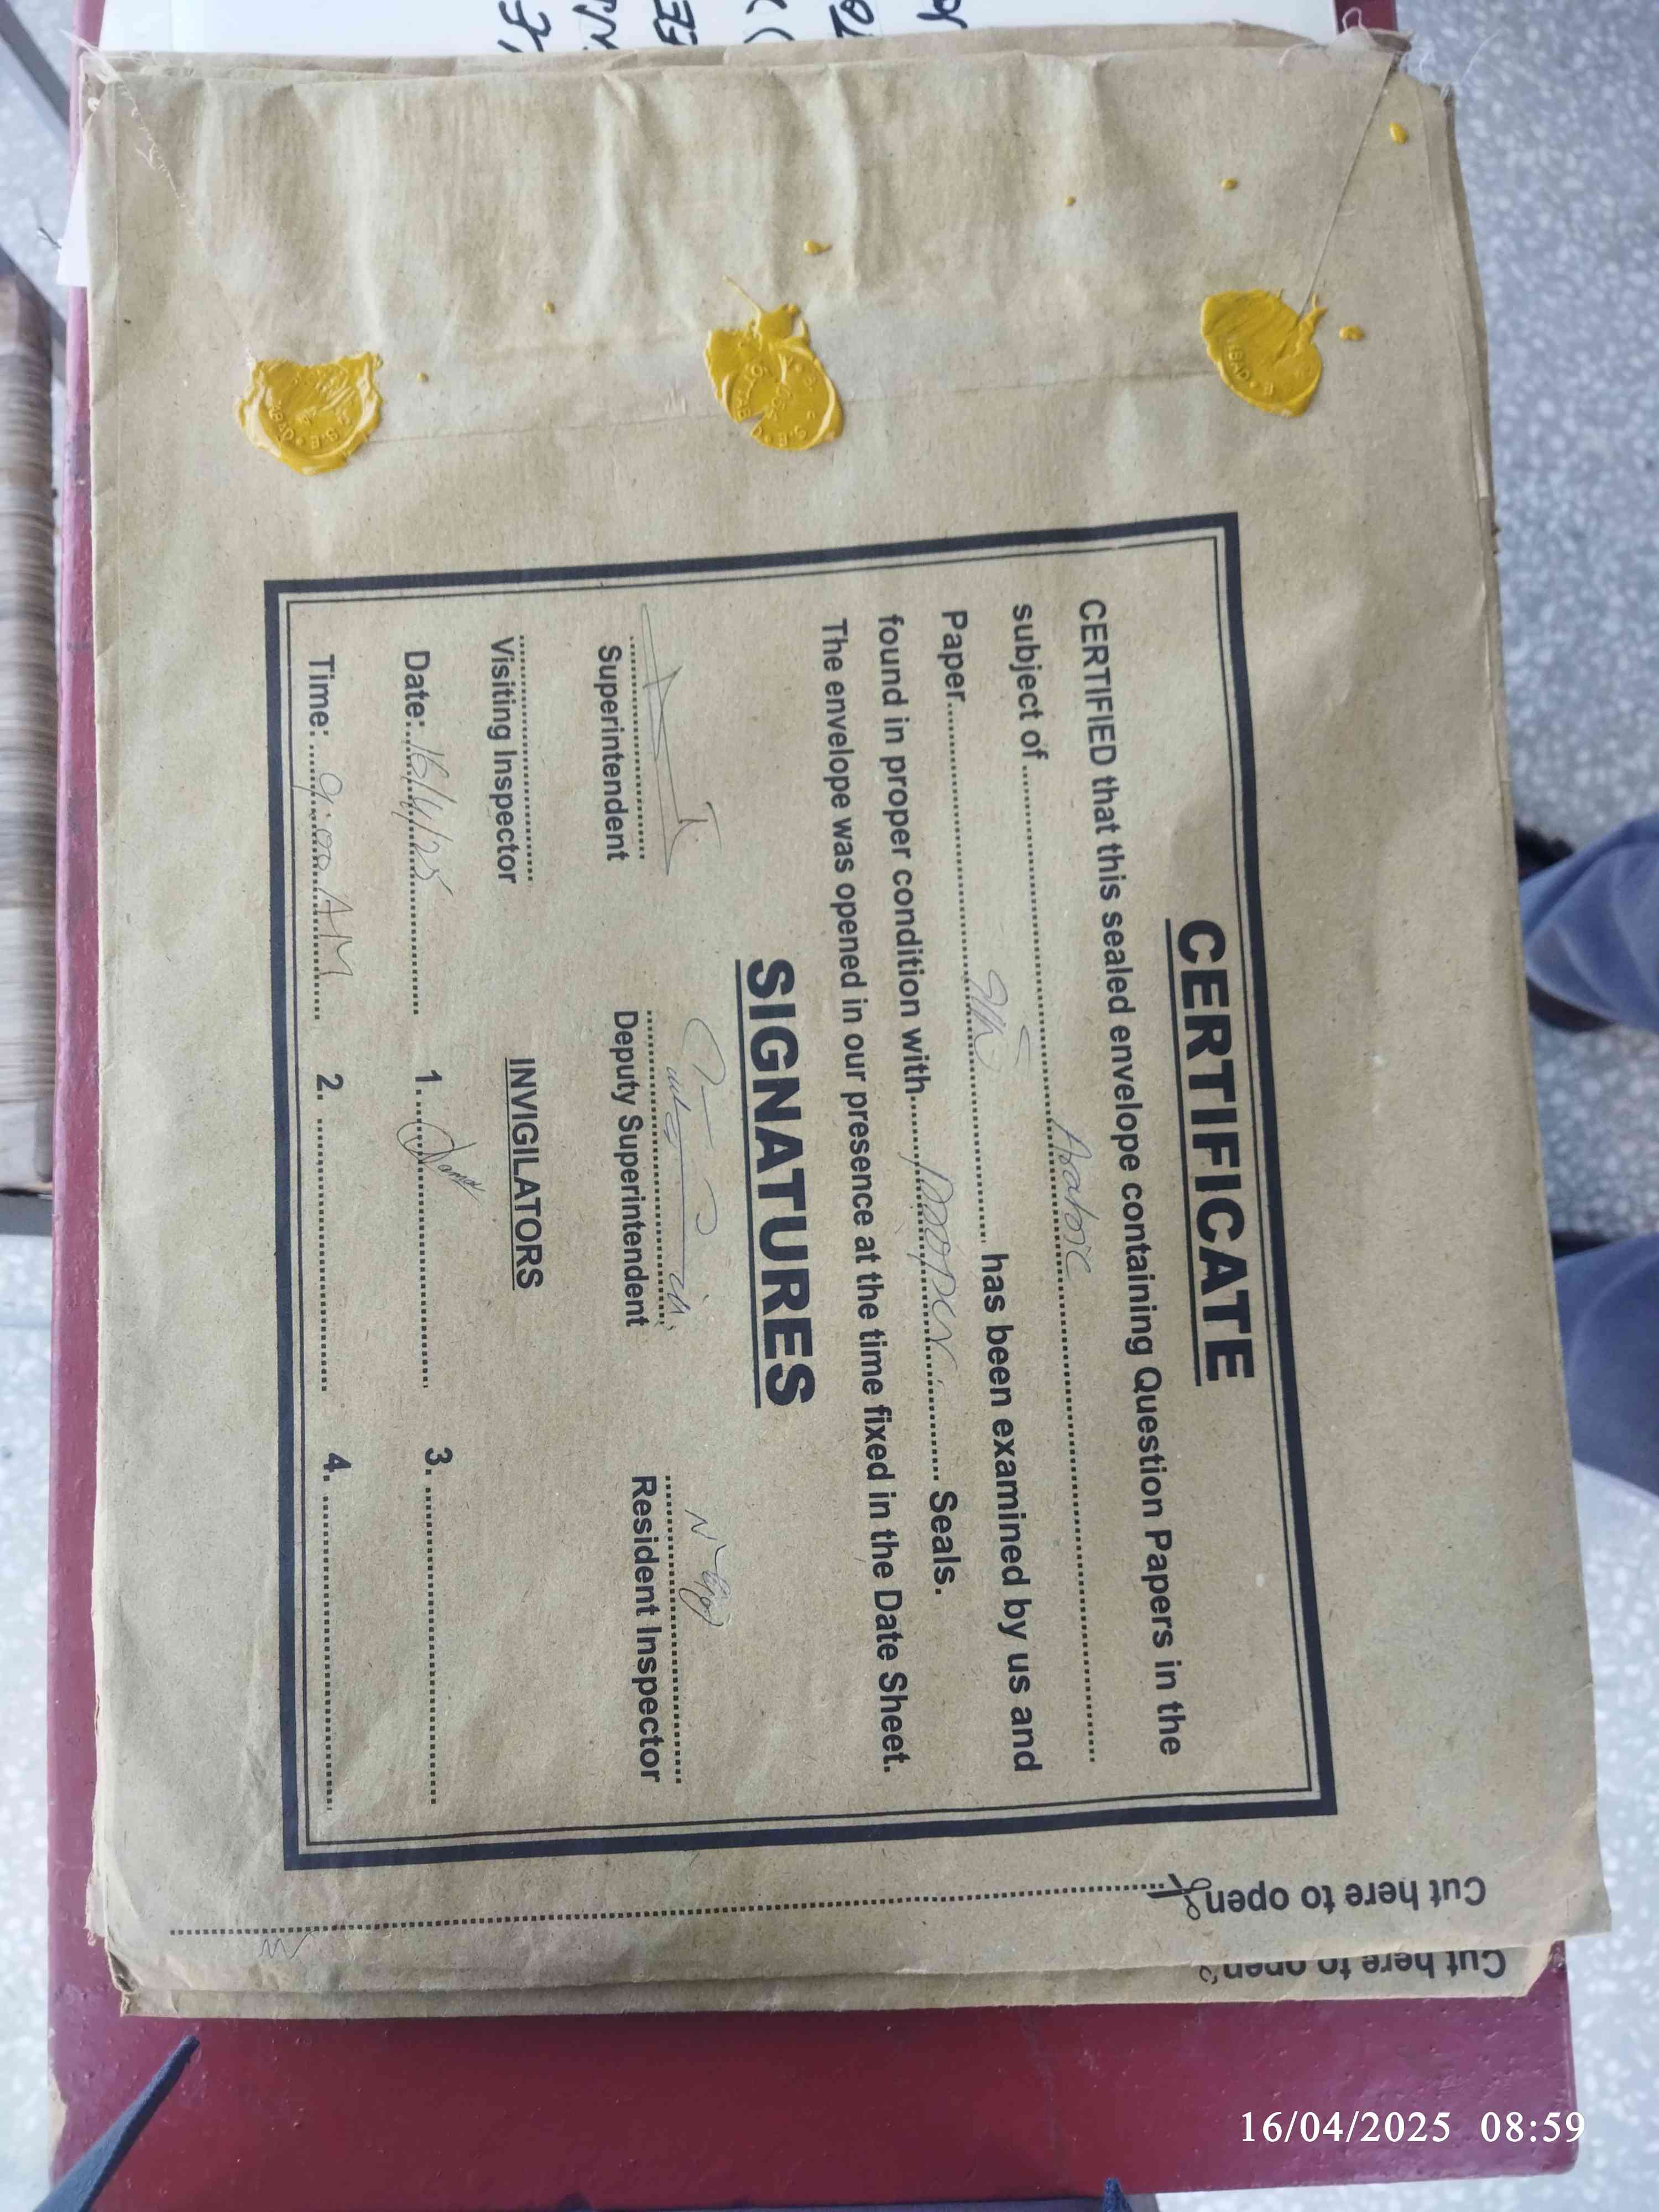 CERTIFICATE
CERTIFIED that this sealed envelope containing Question Papers in the
subject of ........ Arabic ........
Paper........ 9th ........ has been examined by us and
found in proper condition with........ proper ........ Seals.
The envelope was opened in our presence at the time fixed in the Date Sheet.
SIGNATURES
Superintendent Deputy Superintendent Resident Inspector
Visiting Inspector INVIGILATORS
Date: 16/4/25 1. 3.
Time: 9:00 AM 2. 4.
Cut here to open
Cut here to open
16/04/2025 08:59